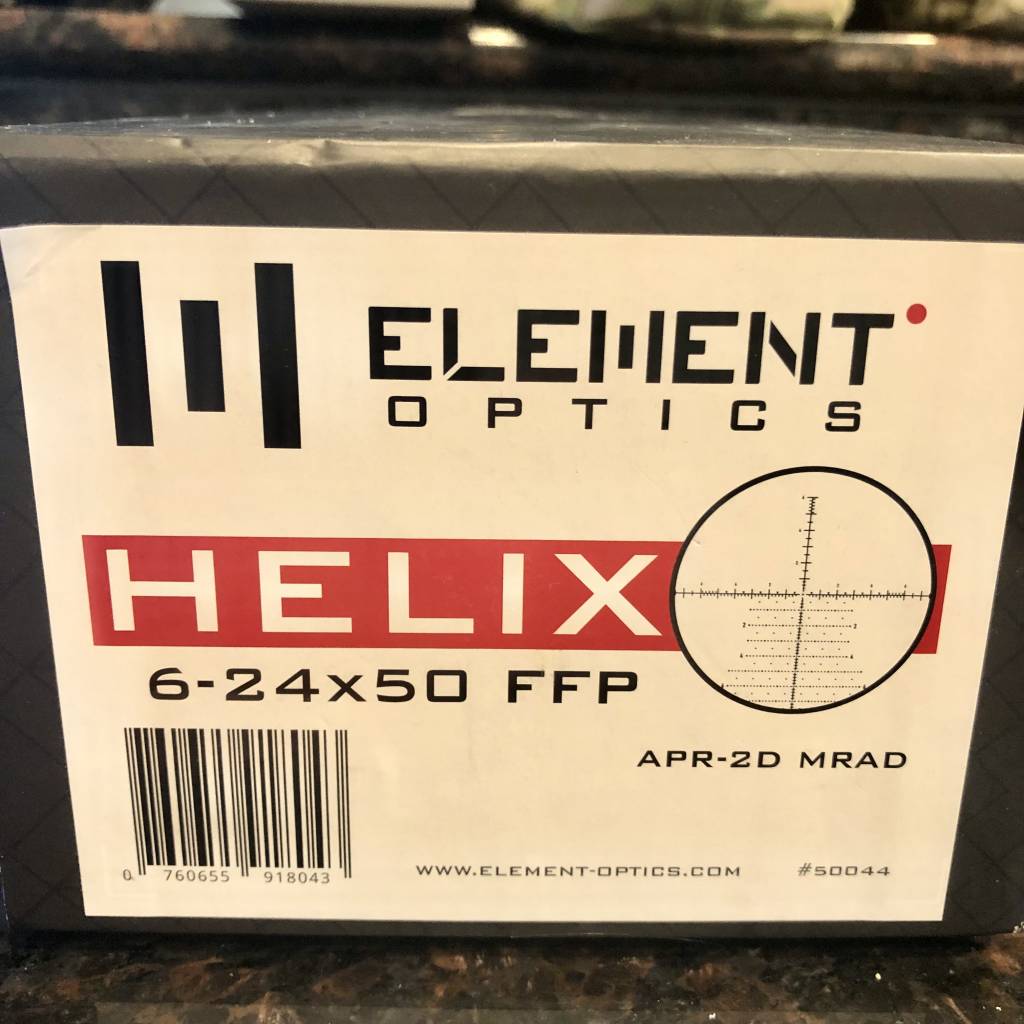 ELEMENT
OPTICS
HELIX
6-24x50 FFP
APR-2D MRAD
0 760655 918043
WWW.ELEMENT-OPTICS.COM #50044